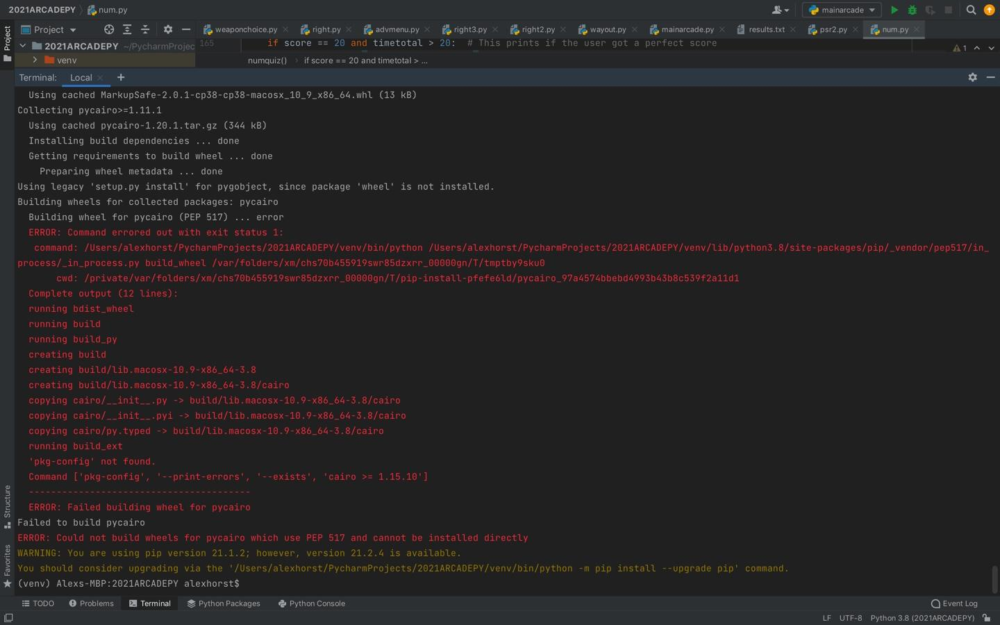 2021ARCADEPY 〉 num.py
mainarcade
Project
Project
weaponchoice.py
right.py
advmenu.py
right3.py
right2.py
wayout.py
mainarcade.py
results.txt
psr2.py
num.py
2021ARCADEPY ~/PycharmProjec
venv
165
if score == 20 and timetotal > 20:  # This prints if the user got a perfect score
1
numquiz() › if score == 20 and timetotal > ...
Terminal: Local +
Using cached MarkupSafe-2.0.1-cp38-cp38-macosx_10_9_x86_64.whl (13 kB)
Collecting pycairo>=1.11.1
Using cached pycairo-1.20.1.tar.gz (344 kB)
Installing build dependencies ... done
Getting requirements to build wheel ... done
Preparing wheel metadata ... done
Using legacy 'setup.py install' for pygobject, since package 'wheel' is not installed.
Building wheels for collected packages: pycairo
Building wheel for pycairo (PEP 517) ... error
ERROR: Command errored out with exit status 1:
command: /Users/alexhorst/PycharmProjects/2021ARCADEPY/venv/bin/python /Users/alexhorst/PycharmProjects/2021ARCADEPY/venv/lib/python3.8/site-packages/pip/_vendor/pep517/in_
process/_in_process.py build_wheel /var/folders/xm/chs70b455919swr85dzxrr_00000gn/T/tmptby9sku0
cwd: /private/var/folders/xm/chs70b455919swr85dzxrr_00000gn/T/pip-install-pfefe6ld/pycairo_97a4574bbebd4993b43b8c539f2a11d1
Complete output (12 lines):
running bdist_wheel
running build
running build_py
creating build
creating build/lib.macosx-10.9-x86_64-3.8
creating build/lib.macosx-10.9-x86_64-3.8/cairo
copying cairo/__init__.py -> build/lib.macosx-10.9-x86_64-3.8/cairo
copying cairo/__init__.pyi -> build/lib.macosx-10.9-x86_64-3.8/cairo
copying cairo/py.typed -> build/lib.macosx-10.9-x86_64-3.8/cairo
running build_ext
'pkg-config' not found.
Command ['pkg-config', '--print-errors', '--exists', 'cairo >= 1.15.10']
----------------------------------------
ERROR: Failed building wheel for pycairo
Failed to build pycairo
ERROR: Could not build wheels for pycairo which use PEP 517 and cannot be installed directly
WARNING: You are using pip version 21.1.2; however, version 21.2.4 is available.
You should consider upgrading via the '/Users/alexhorst/PycharmProjects/2021ARCADEPY/venv/bin/python -m pip install --upgrade pip' command.
(venv) Alexs-MBP:2021ARCADEPY alexhorst$
Structure
Favorites
TODO
Problems
Terminal
Python Packages
Python Console
Event Log
LF UTF-8 Python 3.8 (2021ARCADEPY)